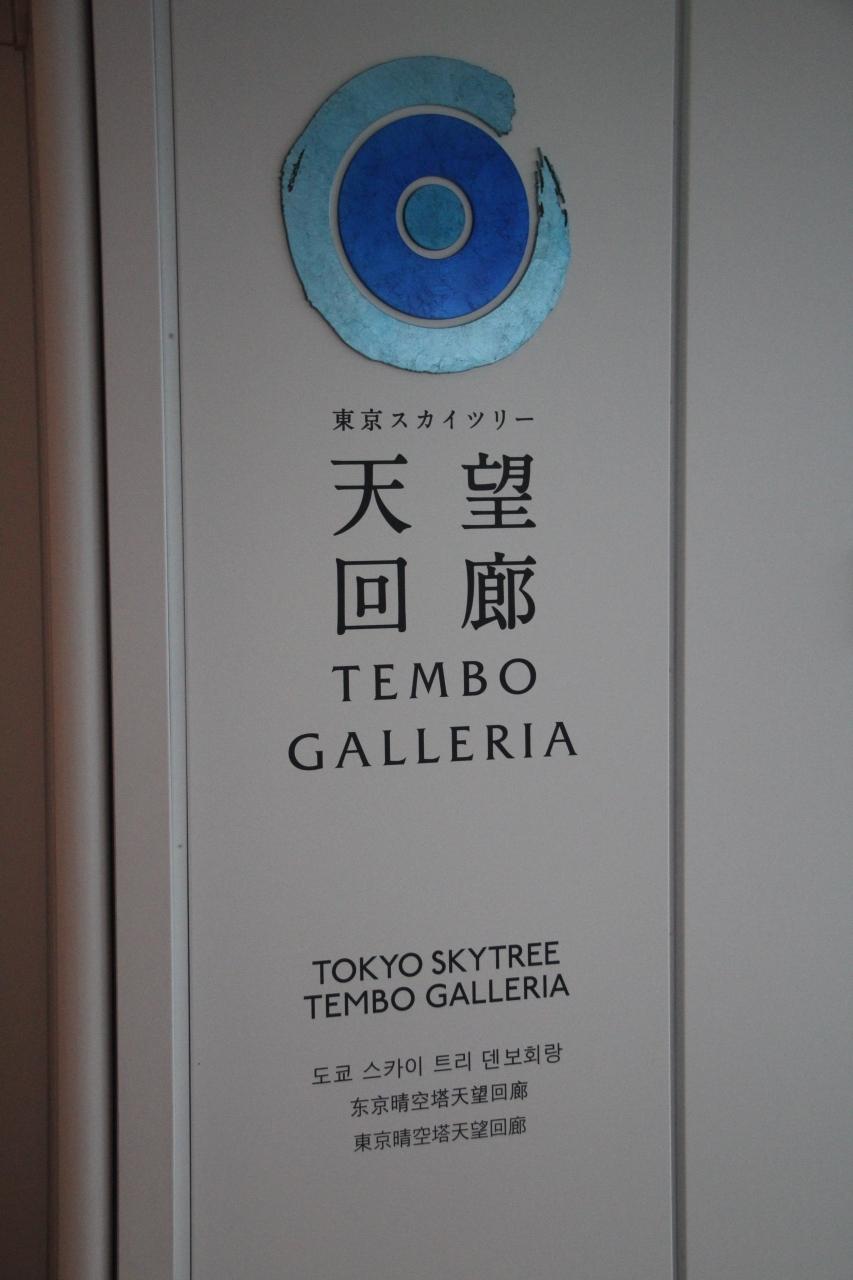 東京スカイツリー
天望
回廊
TEMBO
GALLERIA
TOKYO SKYTREE
TEMBO GALLERIA
도쿄 스카이 트리 덴보회랑
东京晴空塔天望回廊
東京晴空塔天望回廊